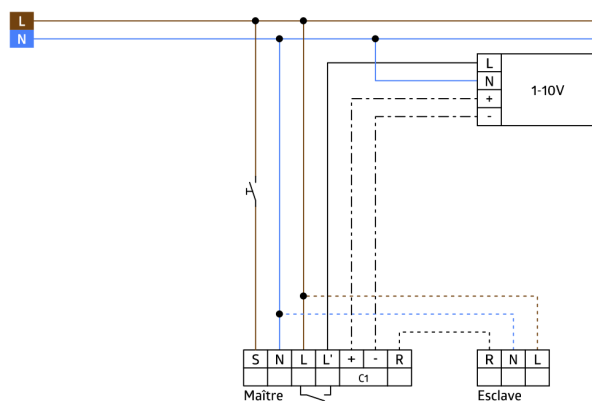 L
N
L
N
+
-
1-10V
S N L L' + - R
C1
R N L
Maître
Esclave